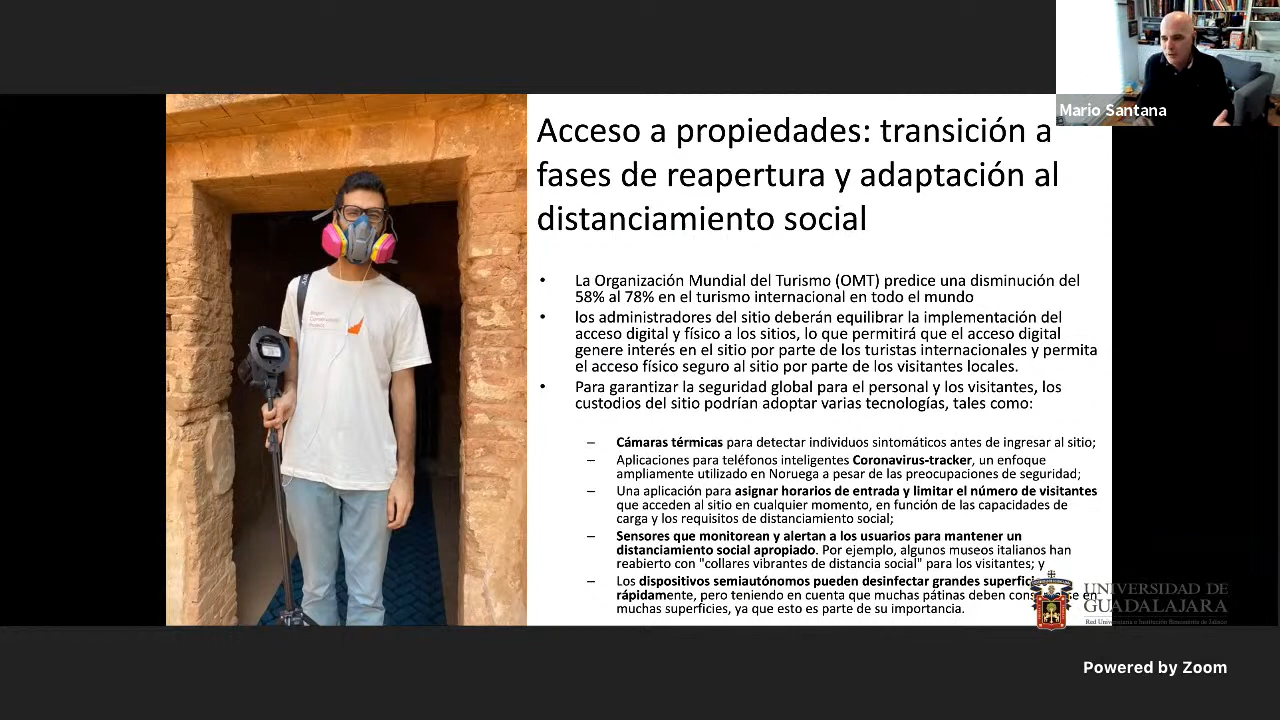 Mario Santana
Acceso a propiedades: transición a
fases de reapertura y adaptación al
distanciamiento social
• La Organización Mundial del Turismo (OMT) predice una disminución del
58% al 78% en el turismo internacional en todo el mundo
• los administradores del sitio deberán equilibrar la implementación del
acceso digital y físico a los sitios, lo que permitirá que el acceso digital
genere interés en el sitio por parte de los turistas internacionales y permita
el acceso físico seguro al sitio por parte de los visitantes locales.
• Para garantizar la seguridad global para el personal y los visitantes, los
custodios del sitio podrían adoptar varias tecnologías, tales como:
– Cámaras térmicas para detectar individuos sintomáticos antes de ingresar al sitio;
– Aplicaciones para teléfonos inteligentes Coronavirus-tracker, un enfoque
ampliamente utilizado en Noruega a pesar de las preocupaciones de seguridad;
– Una aplicación para asignar horarios de entrada y limitar el número de visitantes
que acceden al sitio en cualquier momento, en función de las capacidades de
carga y los requisitos de distanciamiento social;
– Sensores que monitorean y alertan a los usuarios para mantener un
distanciamiento social apropiado. Por ejemplo, algunos museos italianos han
reabierto con "collares vibrantes de distancia social" para los visitantes; y
– Los dispositivos semiautónomos pueden desinfectar grandes
rápidamente, pero teniendo en cuenta que muchas pátinas deben en
muchas superficies, ya que esto es parte de su importancia.
UNIVERSIDAD DE
GUADALAJARA
Red Universitaria e Institución Benemérita de Jalisco
Powered by Zoom